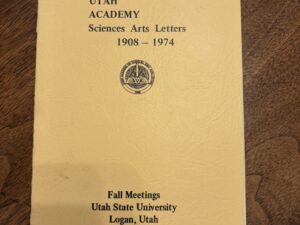 UTAH
ACADEMY
Sciences Arts Letters
1908 – 1974
Fall Meetings
Utah State University
Logan, Utah